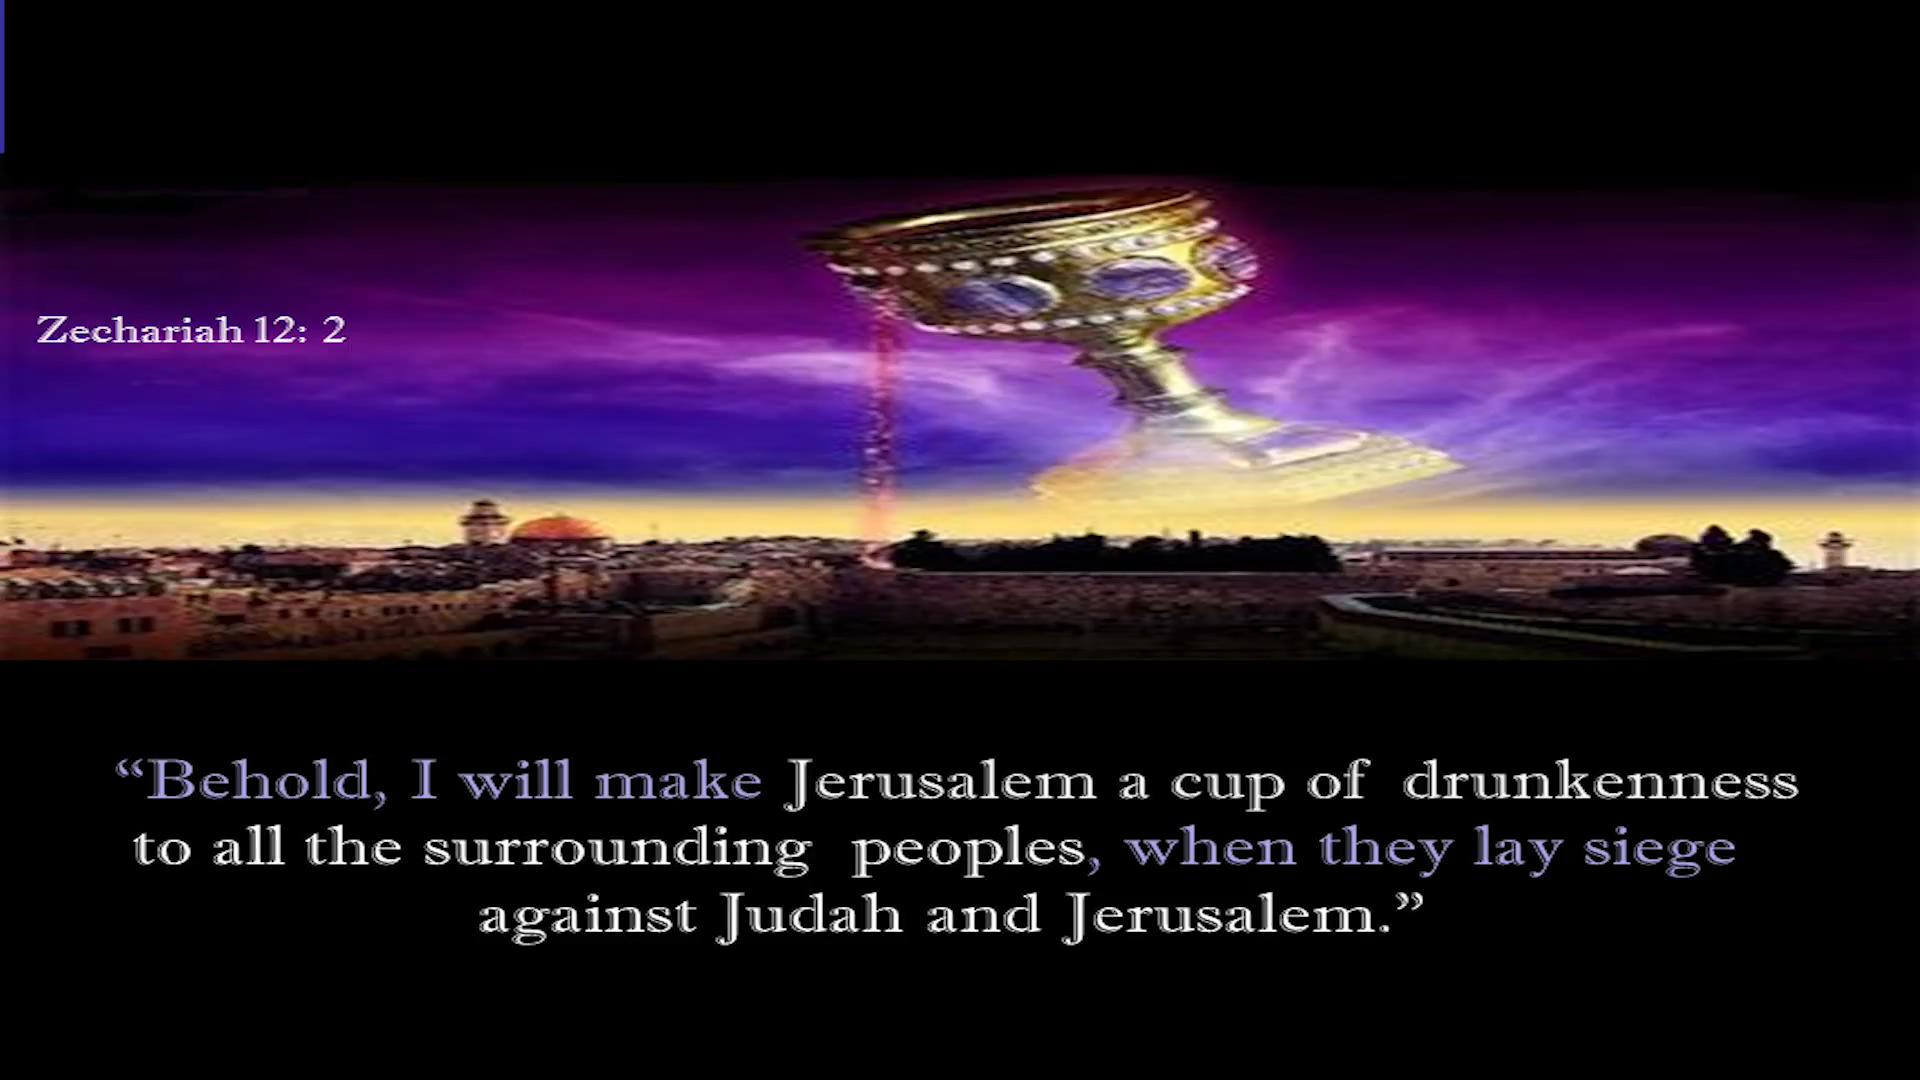 Zechariah 12: 2
“Behold, I will make Jerusalem a cup of drunkenness
to all the surrounding peoples, when they lay siege
against Judah and Jerusalem.”